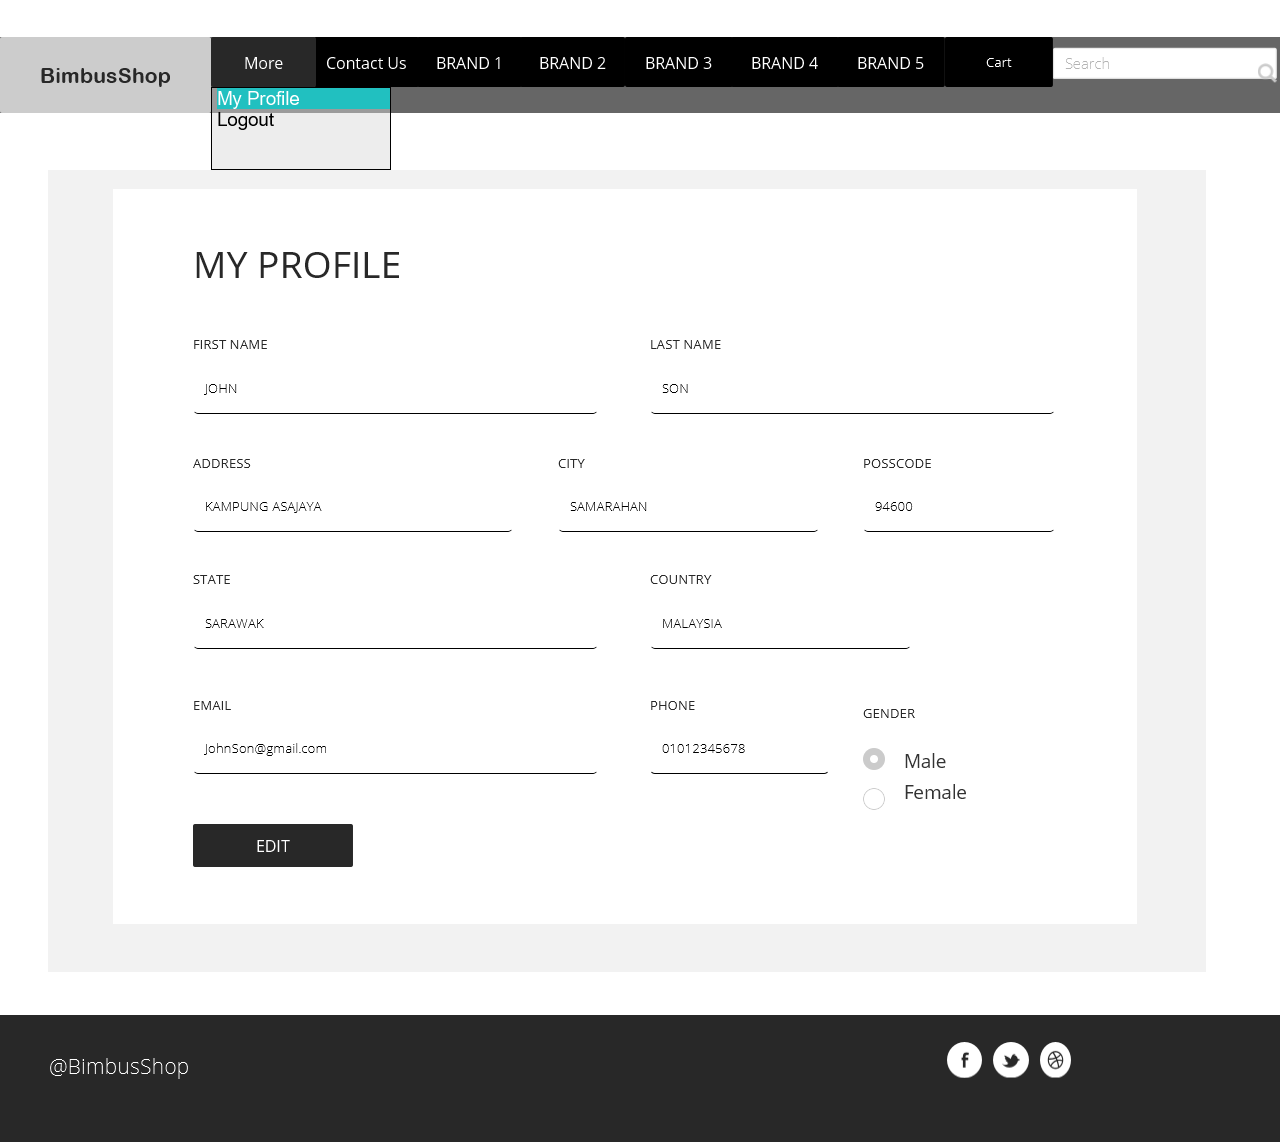 BimbusShop
More Contact Us BRAND 1 BRAND 2 BRAND 3 BRAND 4 BRAND 5 Cart Search
My Profile
Logout
MY PROFILE
FIRST NAME LAST NAME
JOHN SON
ADDRESS CITY POSSCODE
KAMPUNG ASAJAYA SAMARAHAN 94600
STATE COUNTRY
SARAWAK MALAYSIA
EMAIL PHONE GENDER
JohnSon@gmail.com 01012345678
Male
Female
EDIT
@BimbusShop